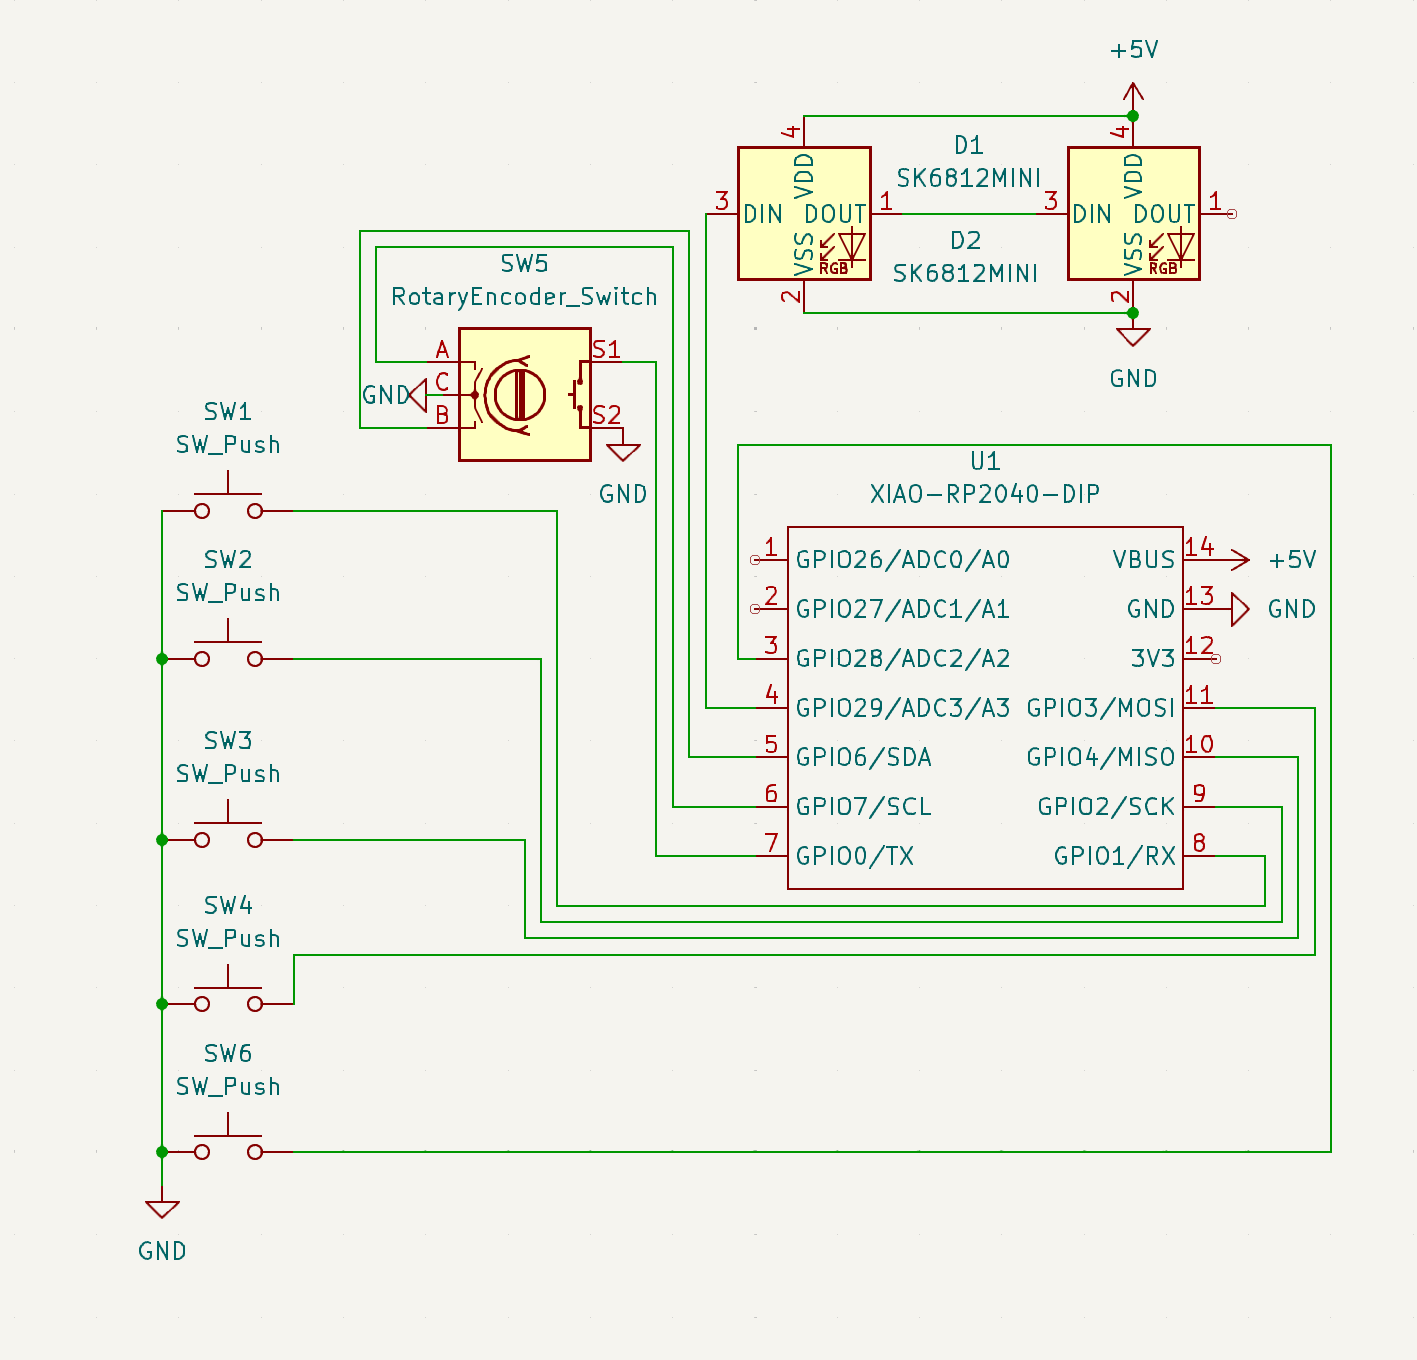 +5V
4
4
D1
SK6812MINI
VDD
VDD
3
DIN
DOUT
1
3
DIN
DOUT
1
D2
SK6812MINI
VSS
RGB
VSS
RGB
2
2
GND
SW5
RotaryEncoder_Switch
A
S1
C
GND
B
S2
GND
SW1
SW_Push
SW2
SW_Push
SW3
SW_Push
SW4
SW_Push
SW6
SW_Push
GND
U1
XIAO-RP2040-DIP
1 GPIO26/ADC0/A0 VBUS 14 +5V
2 GPIO27/ADC1/A1 GND 13 GND
3 GPIO28/ADC2/A2 3V3 12
4 GPIO29/ADC3/A3 GPIO3/MOSI 11
5 GPIO6/SDA GPIO4/MISO 10
6 GPIO7/SCL GPIO2/SCK 9
7 GPIO0/TX GPIO1/RX 8